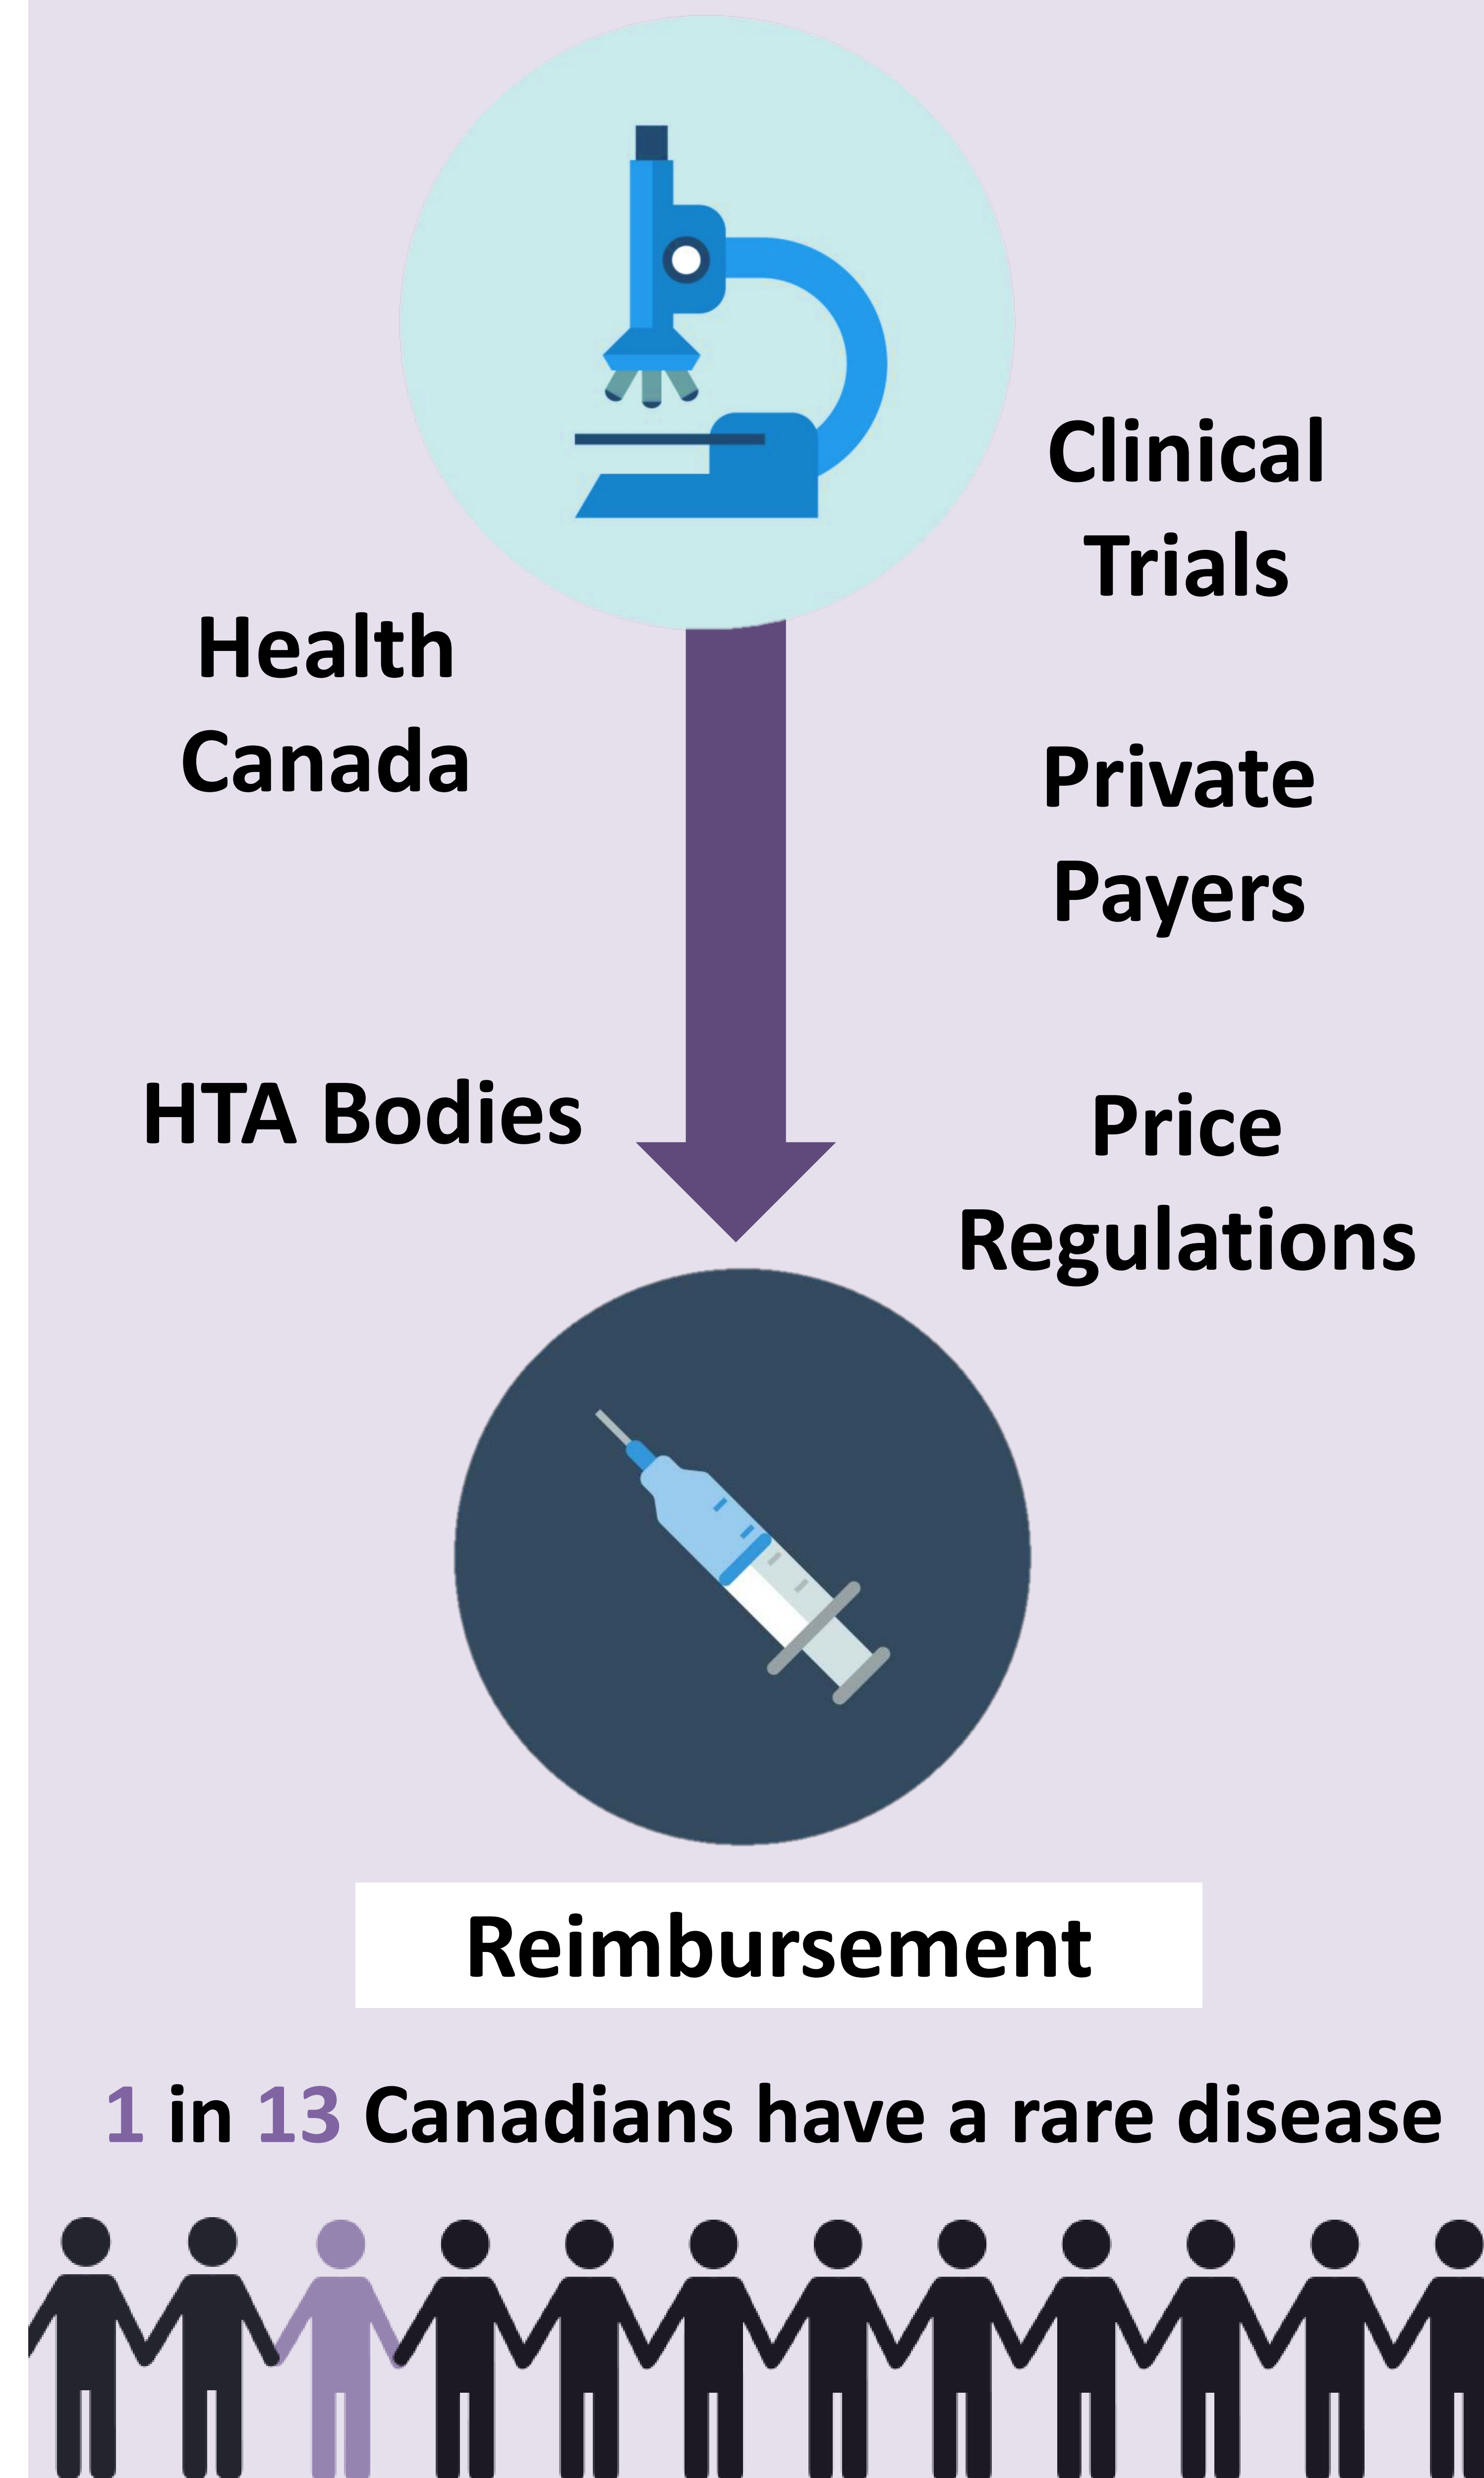 Clinical
Trials
Health
Canada
Private
Payers
HTA Bodies
Price
Regulations
Reimbursement
1 in 13 Canadians have a rare disease